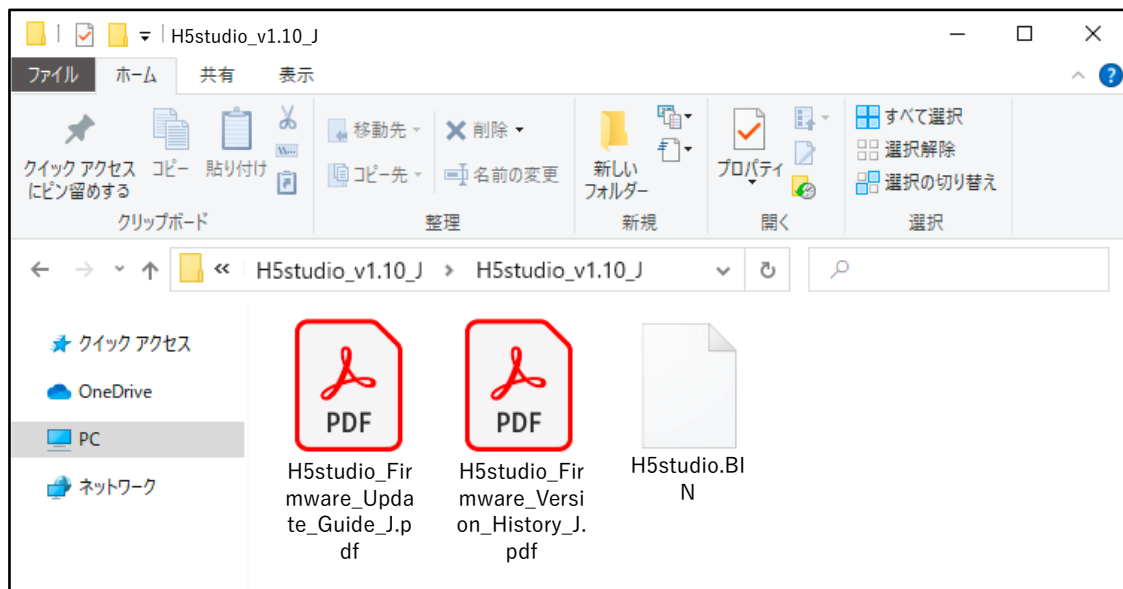 H5studio_v1.10_J
ファイル ホーム 共有 表示
クイック アクセス
にピン留めする
コピー
貼り付け
移動先
コピー先
削除
名前の変更
新しい
フォルダー
プロパティ
すべて選択
選択解除
選択の切り替え
クリップボード 整理 新規 開く 選択
« H5studio_v1.10_J › H5studio_v1.10_J
クイック アクセス
OneDrive
PC
ネットワーク
PDF
H5studio_Fir
mware_Upda
te_Guide_J.p
df
PDF
H5studio_Fir
mware_Versi
on_History_J.
pdf
H5studio.BI
N